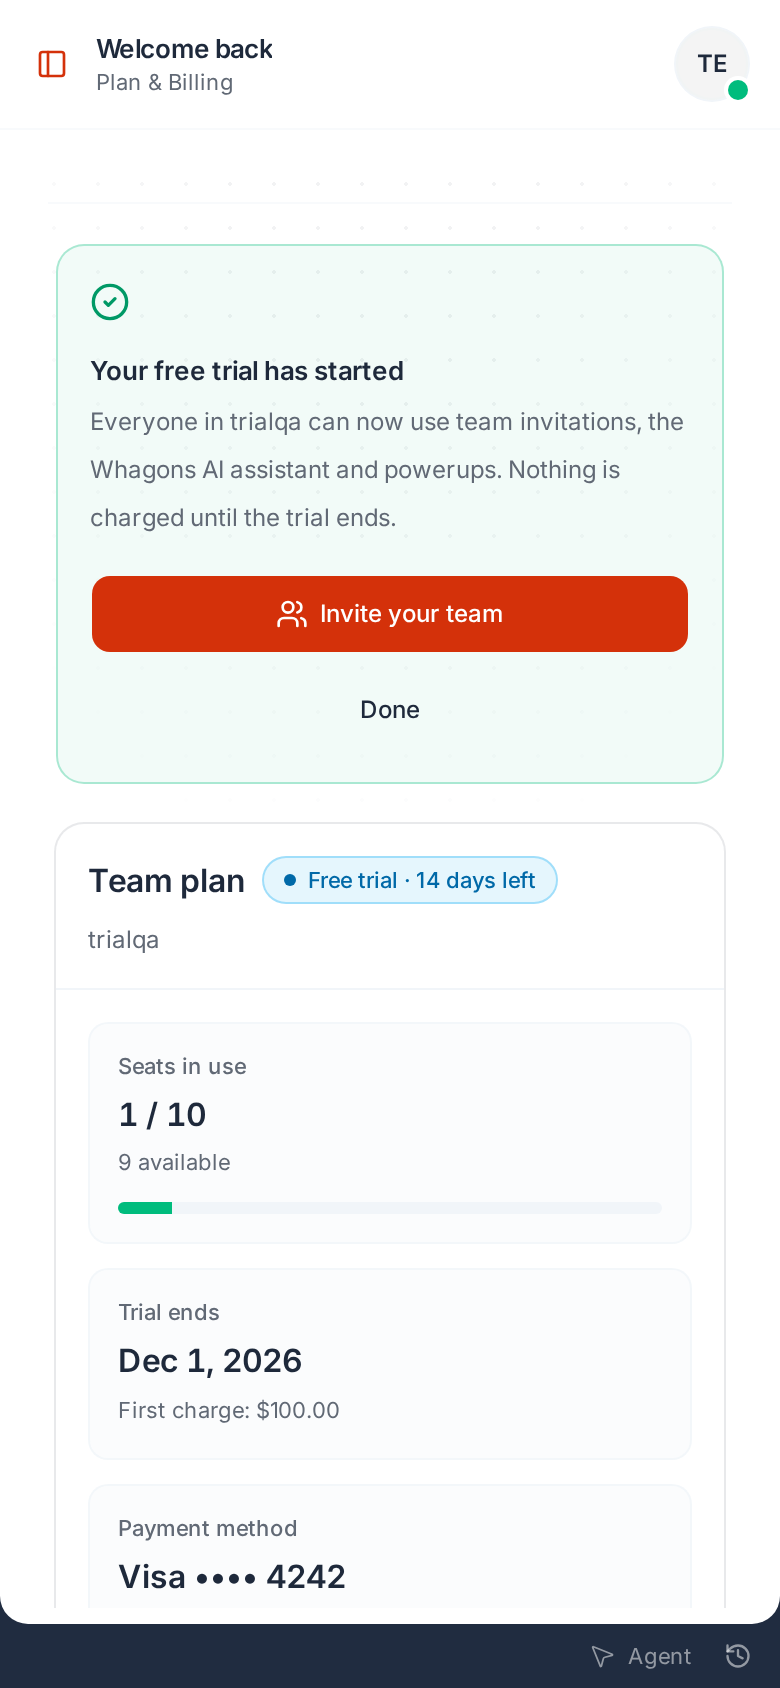 Welcome back
Plan & Billing
TE
Your free trial has started
Everyone in trialqa can now use team invitations, the
Whagons AI assistant and powerups. Nothing is
charged until the trial ends.
Invite your team
Done
Team plan
Free trial · 14 days left
trialqa
Seats in use
1 / 10
9 available
Trial ends
Dec 1, 2026
First charge: $100.00
Payment method
Visa •••• 4242
Agent